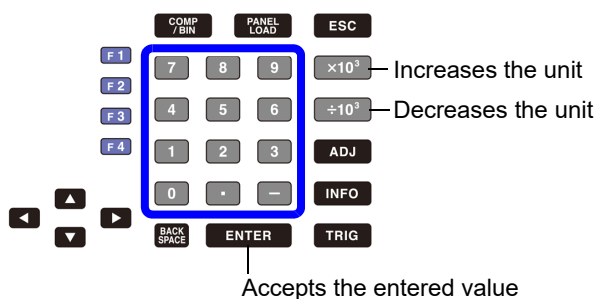 COMP
/ BIN
PANEL
LOAD
ESC
F 1
7 8 9 ×10³ Increases the unit
F 2
4 5 6 ÷10³ Decreases the unit
F 3
F 4
1 2 3 ADJ
0 · − INFO
BACK
SPACE
ENTER
TRIG
Accepts the entered value